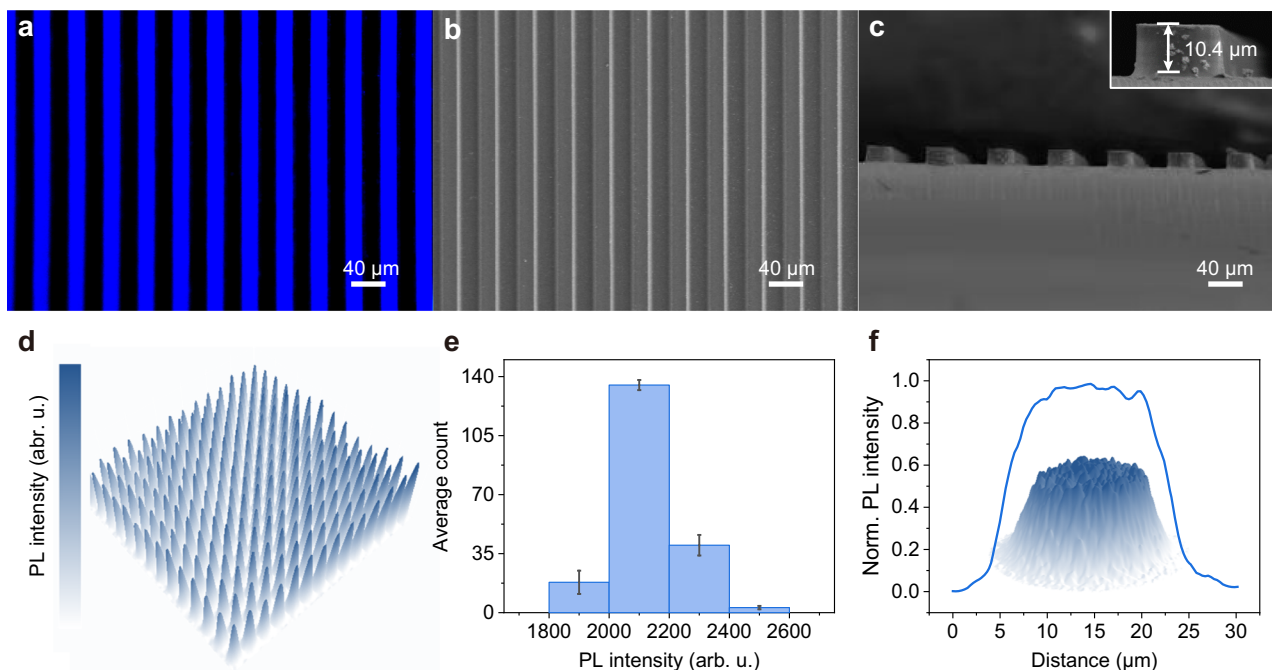 a
40 µm
b
40 µm
c
10.4 µm
40 µm
d
PL intensity (abr. u.)
e
Average count
140
105
70
35
0
1800 2000 2200 2400 2600
PL intensity (arb. u.)
f
Norm. PL intensity
1.0
0.8
0.6
0.4
0.2
0.0
0 5 10 15 20 25 30
Distance (µm)